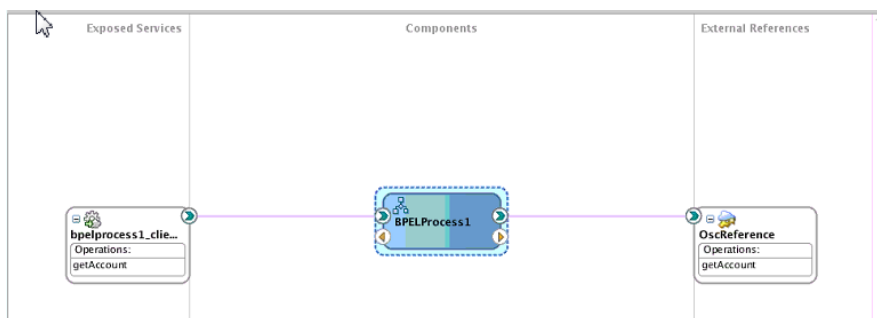 Exposed Services
Components
External References
bpelprocess1_clie...
Operations:
getAccount
BPELProcess1
OscReference
Operations:
getAccount